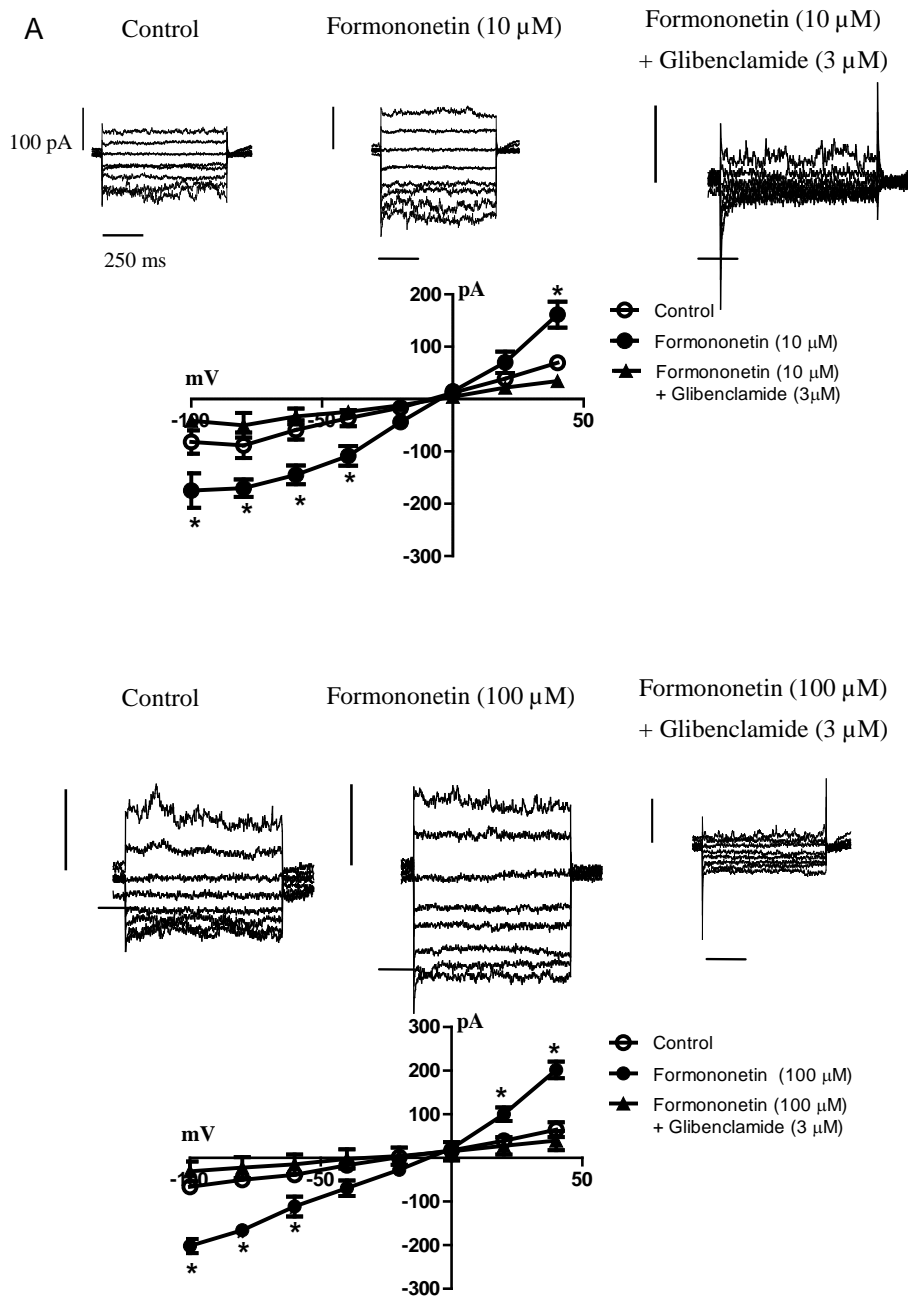 A
Control
Formononetin (10 µM)
Formononetin (10 µM)
+ Glibenclamide (3 µM)
100 pA
250 ms
pA
200
100
-100
-200
-300
mV
-100
-50
50
*
*
*
*
*
Control
Formononetin (10 µM)
Formononetin (10 µM)
+ Glibenclamide (3µM)
Control
Formononetin (100 µM)
Formononetin (100 µM)
+ Glibenclamide (3 µM)
pA
300
200
100
-100
-200
-300
mV
-100
-50
50
*
*
*
*
*
Control
Formononetin (100 µM)
Formononetin (100 µM)
+ Glibenclamide (3 µM)